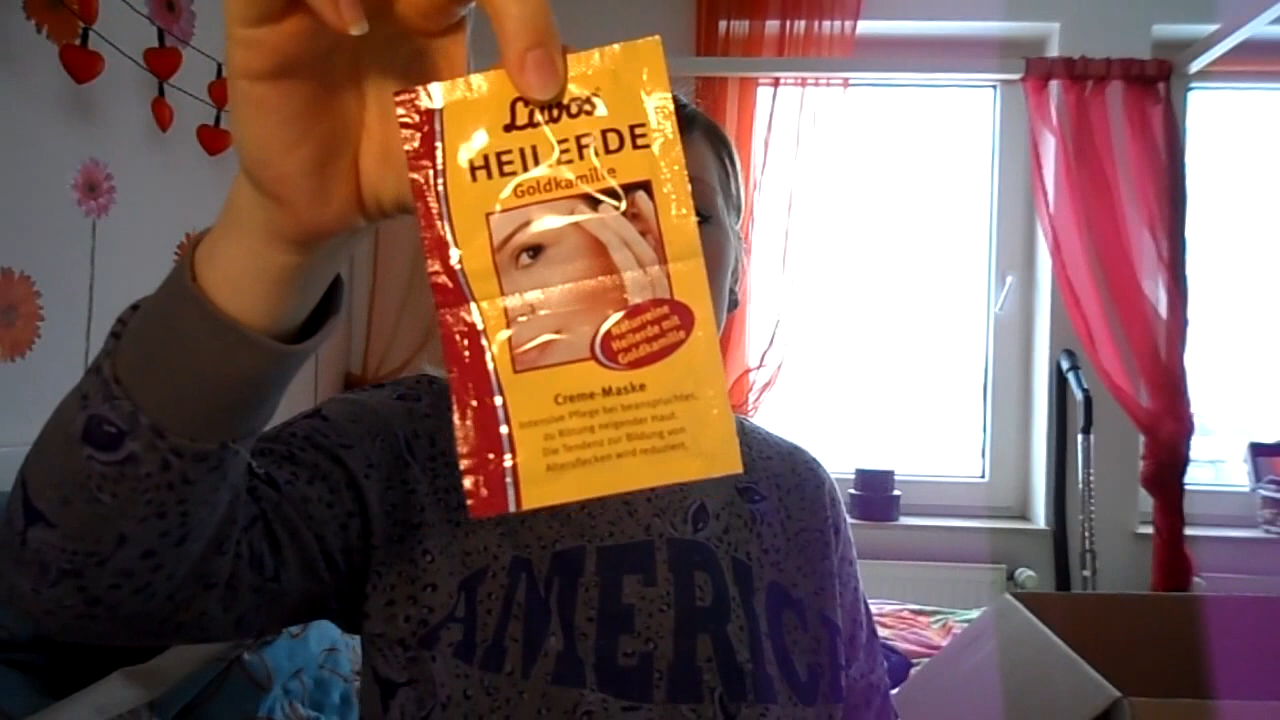 Luvos
HEILERDE
Goldkamille
Naturreine
Heilerde mit
Goldkamille
Creme-Maske
Intensive Pflege bei beanspruchter,
zu Rötung neigender Haut.
Die Tendenz zur Bildung von
Altersflecken wird reduziert.
AMERIC